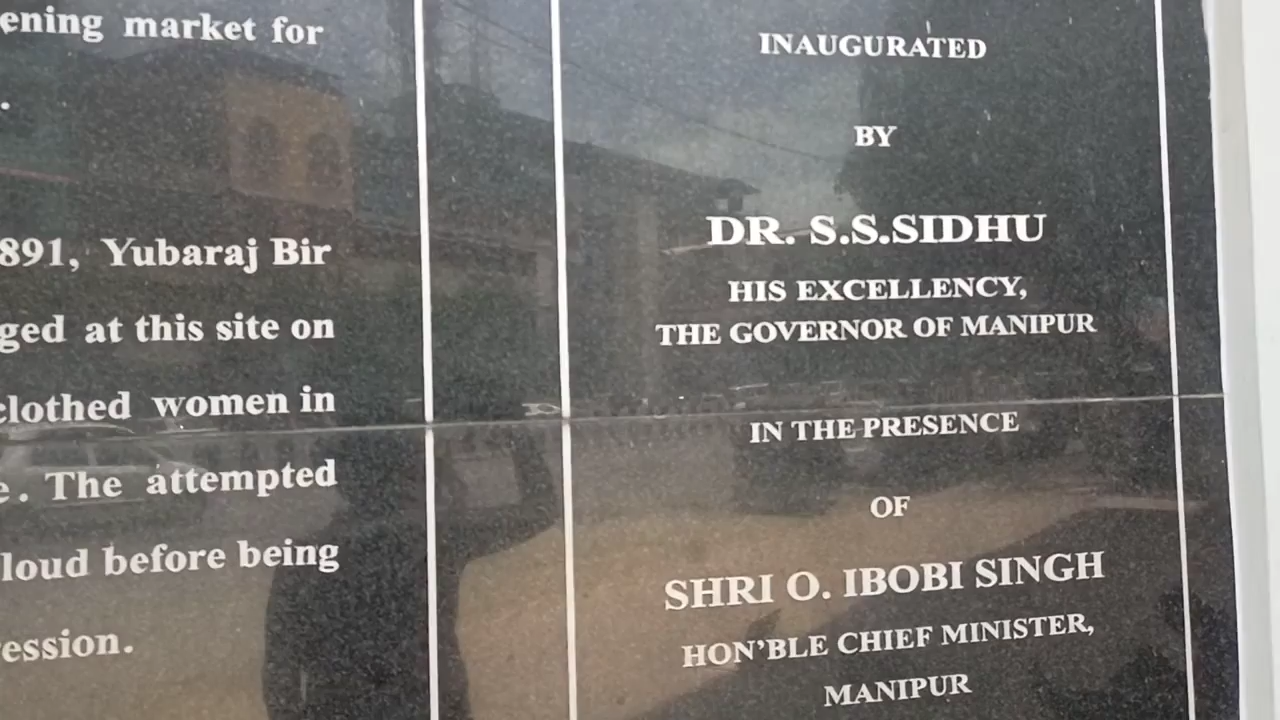 ening market for
.
891, Yubaraj Bir
ged at this site on
clothed women in
e. The attempted
loud before being
ession.
INAUGURATED
BY
DR. S.S.SIDHU
HIS EXCELLENCY,
THE GOVERNOR OF MANIPUR
IN THE PRESENCE
OF
SHRI O. IBOBI SINGH
HON'BLE CHIEF MINISTER,
MANIPUR